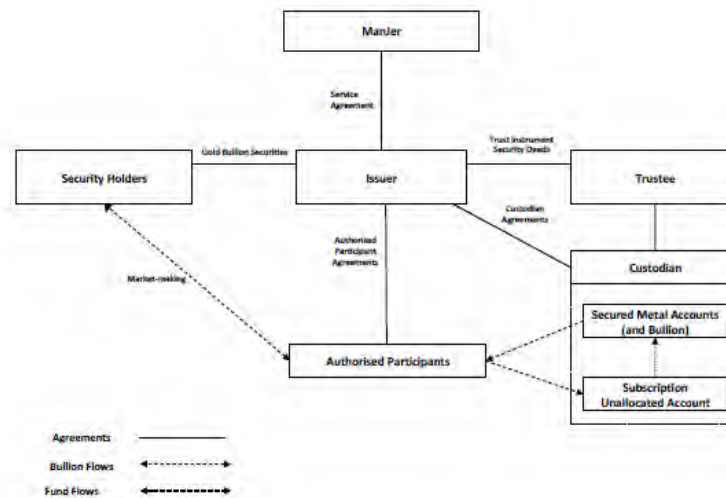 ManJer
Service
Agreement
Gold Bullion Securities
Trust Instrument
Security Deeds
Security Holders
Issuer
Trustee
Custodian
Agreements
Authorised
Participant
Agreements
Custodian
Market-making
Secured Metal Accounts
(and Bullion)
Authorised Participants
Subscription
Unallocated Account
Agreements
Bullion Flows
Fund Flows